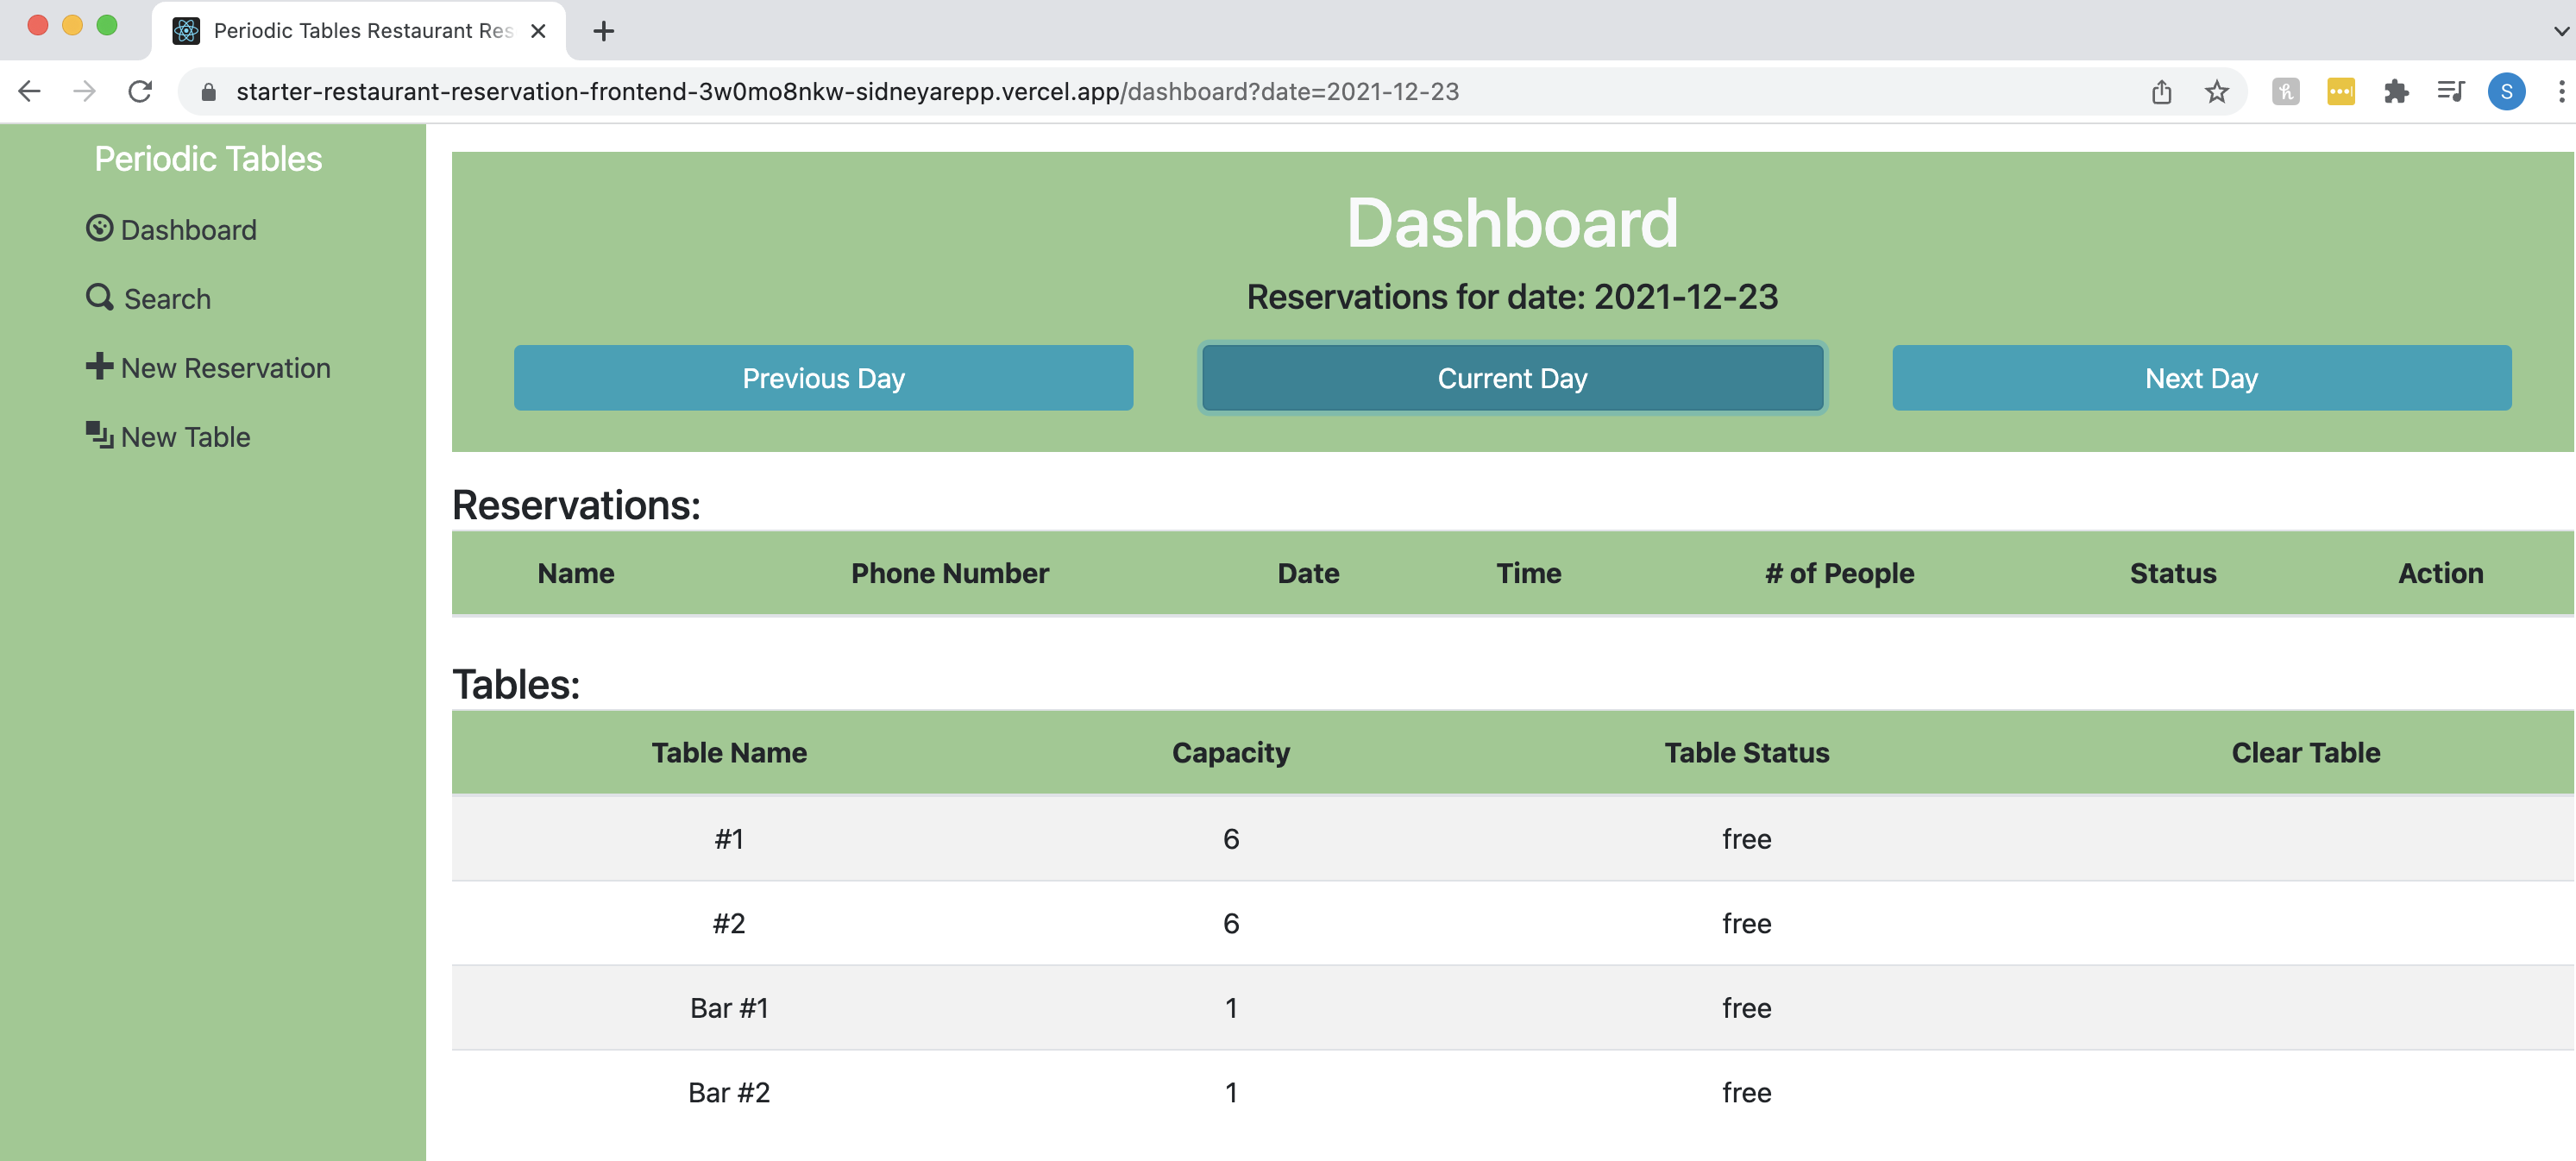 Periodic Tables Restaurant Res
starter-restaurant-reservation-frontend-3w0mo8nkw-sidneyarepp.vercel.app/dashboard?date=2021-12-23
S
Periodic Tables
Dashboard
Search
New Reservation
New Table
Dashboard
Reservations for date: 2021-12-23
Previous Day Current Day Next Day
Reservations:
Name Phone Number Date Time # of People Status Action
Tables:
Table Name Capacity Table Status Clear Table
#1 6 free
#2 6 free
Bar #1 1 free
Bar #2 1 free